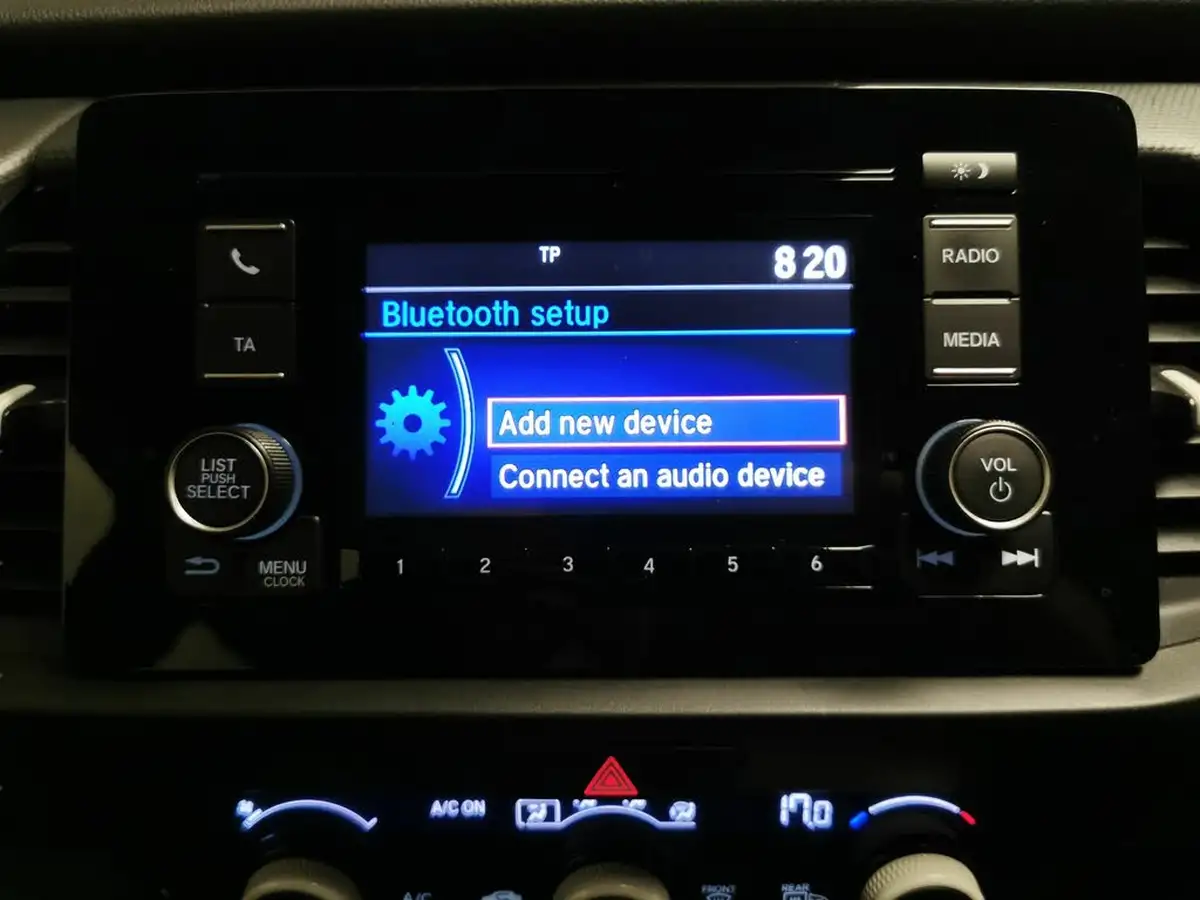 TP
8 20
RADIO
Bluetooth setup
TA
MEDIA
Add new device
LIST
PUSH
SELECT
VOL
Connect an audio device
MENU
CLOCK
1 2 3 4 5 6
A/C ON
17.0
A/C
FRONT
REAR